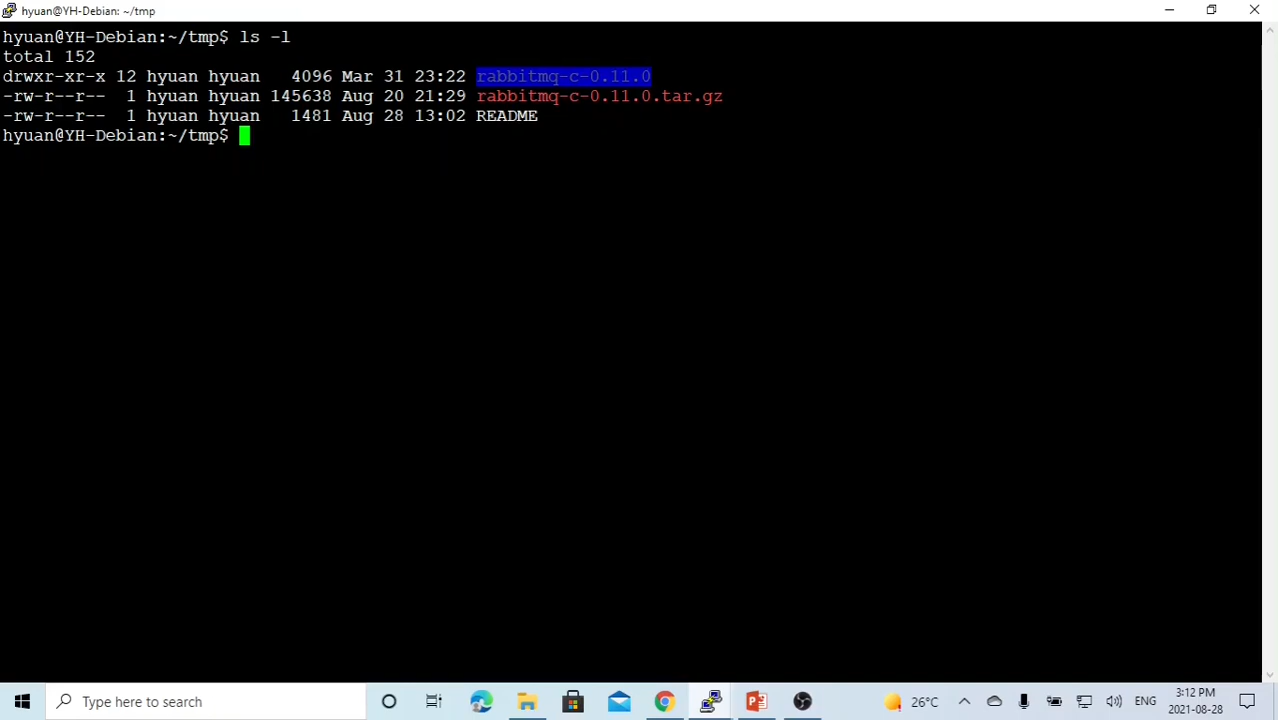 hyuan@YH-Debian: ~/tmp
hyuan@YH-Debian:~/tmp$ ls -l
total 152
drwxr-xr-x 12 hyuan hyuan   4096 Mar 31 23:22 rabbitmq-c-0.11.0
-rw-r--r--  1 hyuan hyuan 145638 Aug 20 21:29 rabbitmq-c-0.11.0.tar.gz
-rw-r--r--  1 hyuan hyuan   1481 Aug 28 13:02 README
hyuan@YH-Debian:~/tmp$
Type here to search
26°C
ENG
3:12 PM
2021-08-28